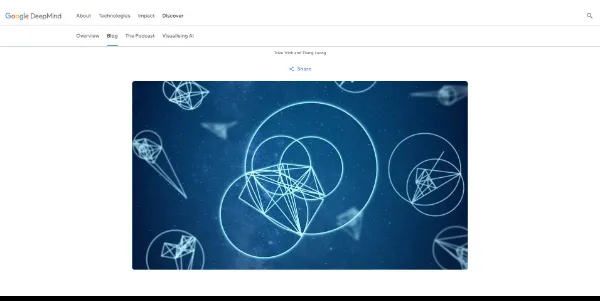 Google DeepMind About Technologies Impact Discover
Overview Blog The Podcast Visualising AI
Trieu Trinh and Thang Luong
Share